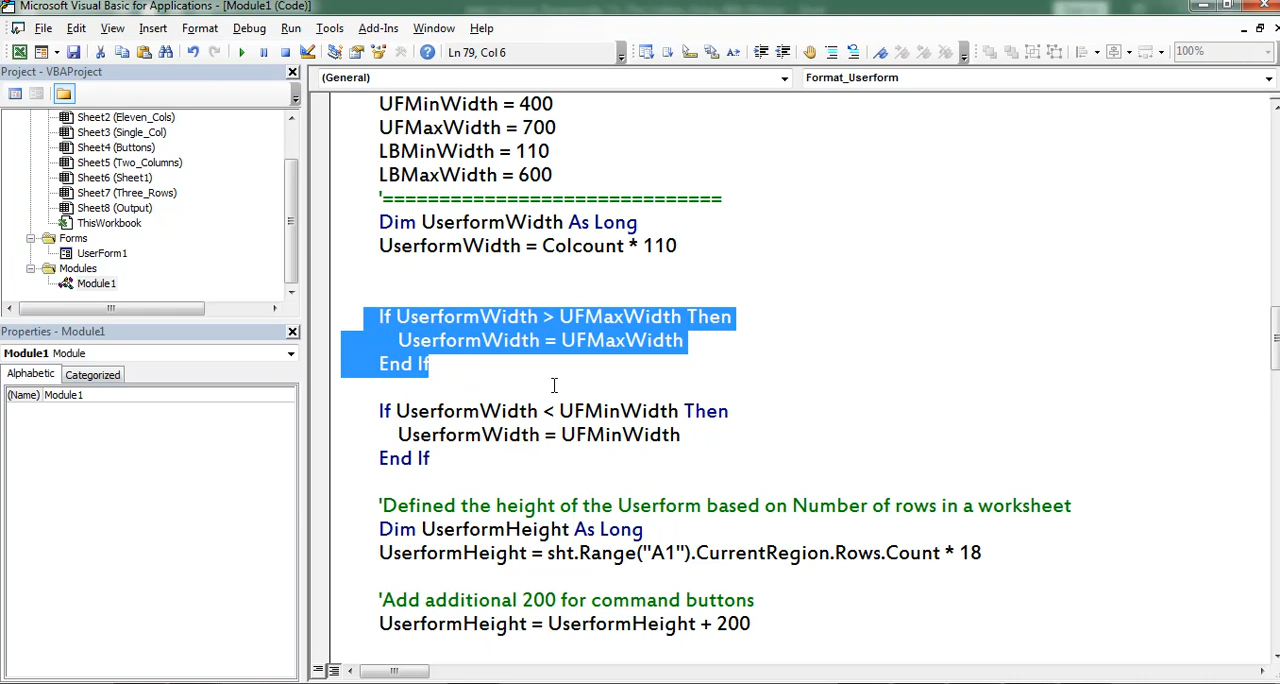 Microsoft Visual Basic for Applications - [Module1 (Code)]
File Edit View Insert Format Debug Run Tools Add-Ins Window Help
Ln 79, Col 6
100%
Project - VBAProject
(General)
Format_Userform
Sheet2 (Eleven_Cols)
Sheet3 (Single_Col)
Sheet4 (Buttons)
Sheet5 (Two_Columns)
Sheet6 (Sheet1)
Sheet7 (Three_Rows)
Sheet8 (Output)
ThisWorkbook
Forms
UserForm1
Modules
Module1
Properties - Module1
Module1 Module
Alphabetic Categorized
(Name) Module1
UFMinWidth = 400
UFMaxWidth = 700
LBMinWidth = 110
LBMaxWidth = 600
'==============================
Dim UserformWidth As Long
UserformWidth = Colcount * 110
If UserformWidth > UFMaxWidth Then
UserformWidth = UFMaxWidth
End If
If UserformWidth < UFMinWidth Then
UserformWidth = UFMinWidth
End If
'Defined the height of the Userform based on Number of rows in a worksheet
Dim UserformHeight As Long
UserformHeight = sht.Range("A1").CurrentRegion.Rows.Count * 18
'Add additional 200 for command buttons
UserformHeight = UserformHeight + 200